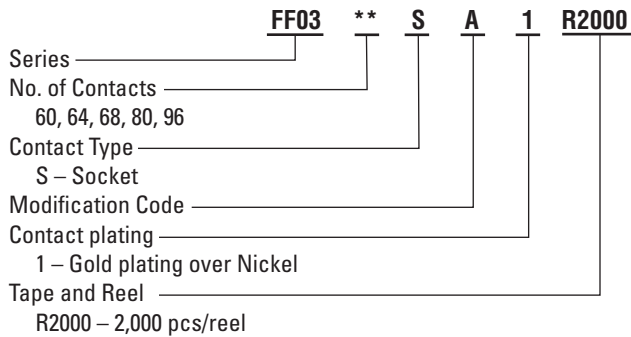 FF03 ** S A 1 R2000
Series
No. of Contacts
60, 64, 68, 80, 96
Contact Type
S – Socket
Modification Code
Contact plating
1 – Gold plating over Nickel
Tape and Reel
R2000 – 2,000 pcs/reel